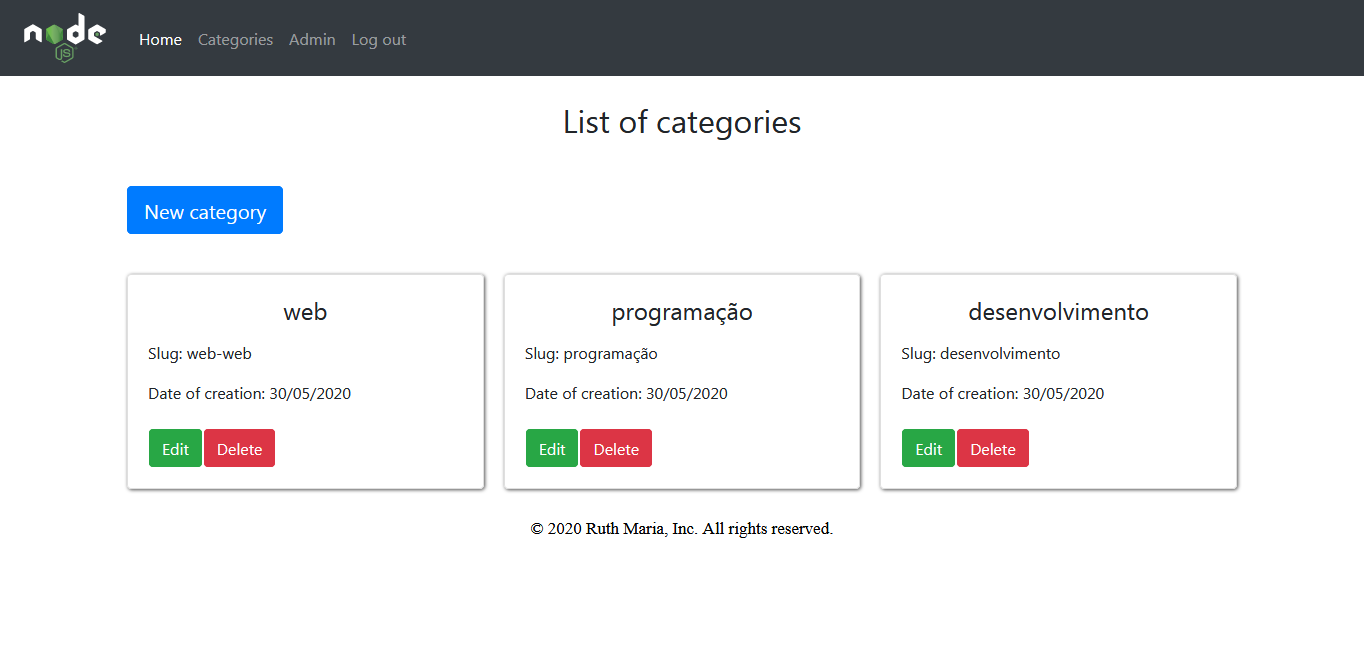 node
JS
Home Categories Admin Log out
List of categories
New category
web
Slug: web-web
Date of creation: 30/05/2020
Edit Delete
programação
Slug: programação
Date of creation: 30/05/2020
Edit Delete
desenvolvimento
Slug: desenvolvimento
Date of creation: 30/05/2020
Edit Delete
© 2020 Ruth Maria, Inc. All rights reserved.